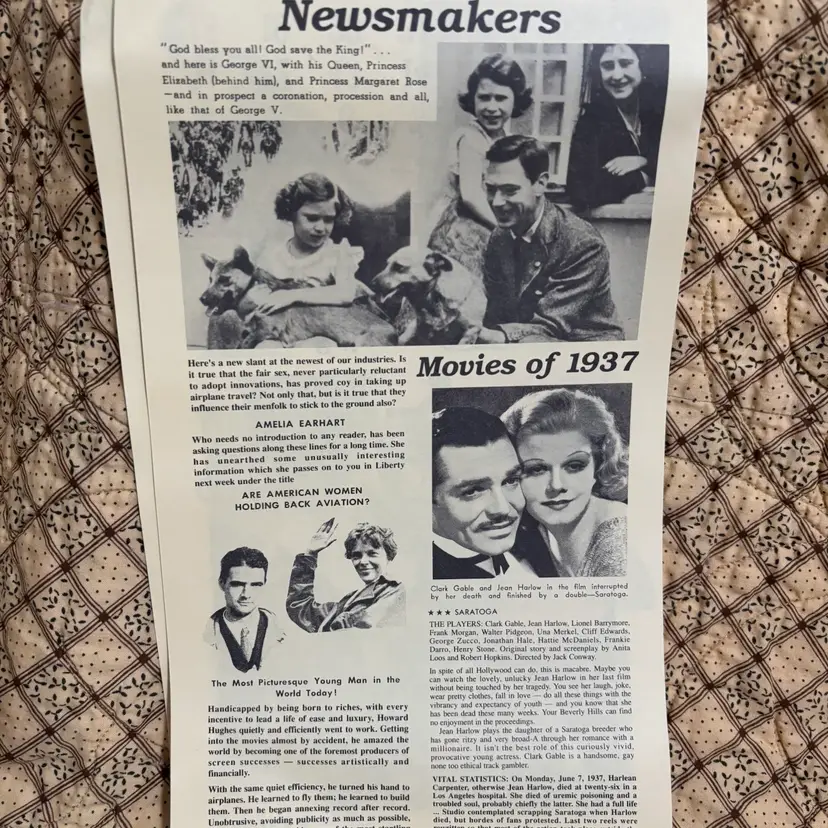 Newsmakers
"God bless you all! God save the King!" . . .
and here is George VI, with his Queen, Princess
Elizabeth (behind him), and Princess Margaret Rose
—and in prospect a coronation, procession and all,
like that of George V.
Here's a new slant at the newest of our industries. Is
it true that the fair sex, never particularly reluctant
to adopt innovations, has proved coy in taking up
airplane travel? Not only that, but is it true that they
influence their menfolk to stick to the ground also?
AMELIA EARHART
Who needs no introduction to any reader, has been
asking questions along these lines for a long time. She
has unearthed some unusually interesting
information which she passes on to you in Liberty
next week under the title
ARE AMERICAN WOMEN
HOLDING BACK AVIATION?
The Most Picturesque Young Man in the
World Today!
Handicapped by being born to riches, with every
incentive to lead a life of ease and luxury, Howard
Hughes quietly and efficiently went to work. Getting
into the movies almost by accident, he amazed the
world by becoming one of the foremost producers of
screen successes — successes artistically and
financially.
With the same quiet efficiency, he turned his hand to
airplanes. He learned to fly them; he learned to build
them. Then he began annexing record after record.
Unobtrusive, avoiding publicity as much as possible,
Movies of 1937
Clark Gable and Jean Harlow in the film interrupted
by her death and finished by a double—Saratoga.
★★★ SARATOGA
THE PLAYERS: Clark Gable, Jean Harlow, Lionel Barrymore,
Frank Morgan, Walter Pidgeon, Una Merkel, Cliff Edwards,
George Zucco, Jonathan Hale, Hattie McDaniels, Frankie
Darro, Henry Stone. Original story and screenplay by Anita
Loos and Robert Hopkins. Directed by Jack Conway.
In spite of all Hollywood can do, this is macabre. Maybe you
can watch the lovely, unlucky Jean Harlow in her last film
without being touched by her tragedy. You see her laugh, joke,
wear pretty clothes, fall in love — do all these things with the
vibrancy and expectancy of youth — and you know that she
has been dead these many weeks. Your Beverly Hills can find
no enjoyment in the proceedings.
Jean Harlow plays the daughter of a Saratoga breeder who
has gone ritzy and very broad-A through her romance with a
millionaire. It isn't the best role of this curiously vivid,
provocative young actress. Clark Gable is a handsome, gay
none too ethical track gambler.
VITAL STATISTICS: On Monday, June 7, 1937, Harlean
Carpenter, otherwise Jean Harlow, died at twenty-six in a
Los Angeles hospital. She died of uremic poisoning and a
troubled soul, probably chiefly the latter. She had a full life
... Studio contemplated scrapping Saratoga when Harlow
died, but hordes of fans protested. Last two reels were